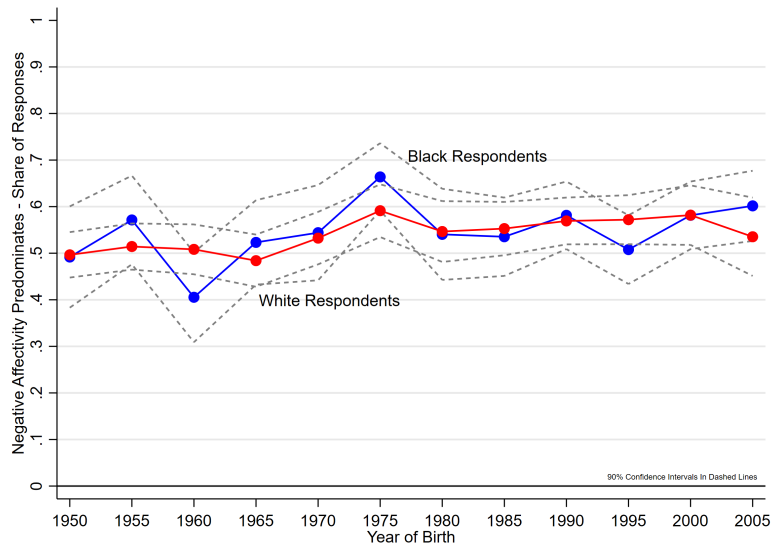 Negative Affectivity Predominates - Share of Responses
1
.9
.8
.7
.6
.5
.4
.3
.2
.1
0
Black Respondents
White Respondents
90% Confidence Intervals In Dashed Lines
1950 1955 1960 1965 1970 1975 1980 1985 1990 1995 2000 2005
Year of Birth